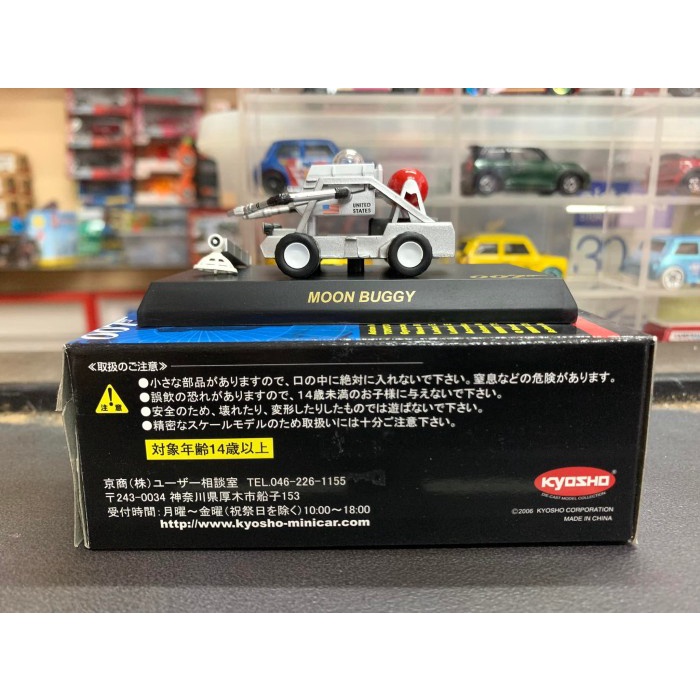 UNITED
STATES
007
MOON BUGGY
007
≪取扱のご注意≫
注意
●小さな部品がありますので、口の中に絶対に入れないで下さい。窒息などの危険があります。
●誤飲の恐れがありますので、14歳未満のお子様に与えないで下さい。
●安全のため、壊れたり、変形したりしたものでは遊ばないで下さい。
●精密なスケールモデルのため取扱いには十分ご注意下さい。
対象年齢14歳以上
京商(株)ユーザー相談室 TEL.046-226-1155
〒243-0034 神奈川県厚木市船子153
受付時間:月曜〜金曜(祝祭日を除く)10:00〜18:00
http://www.kyosho-minicar.com
KYOSHO
DIE-CAST MODEL COLLECTION
©2006 KYOSHO CORPORATION
MADE IN CHINA